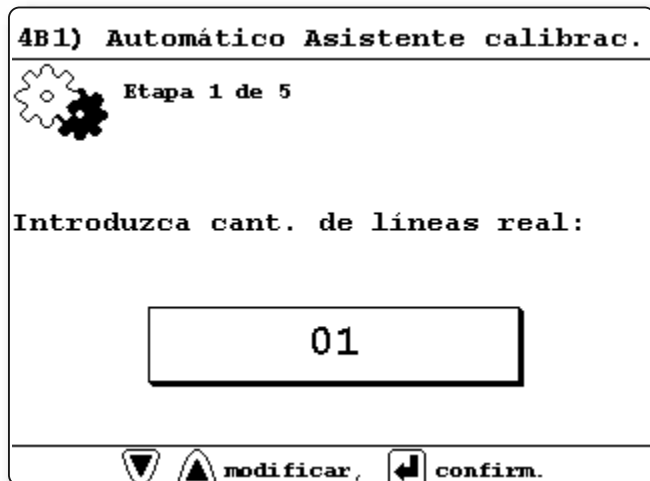 4B1) Automático Asistente calibrac.
Etapa 1 de 5
Introduzca cant. de líneas real:
01
modificar, confirm.